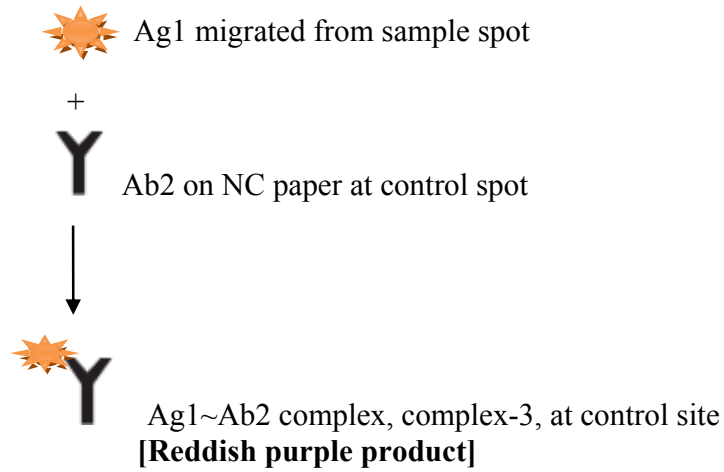 Ag1 migrated from sample spot
+
Ab2 on NC paper at control spot
Ag1~Ab2 complex, complex-3, at control site
[Reddish purple product]